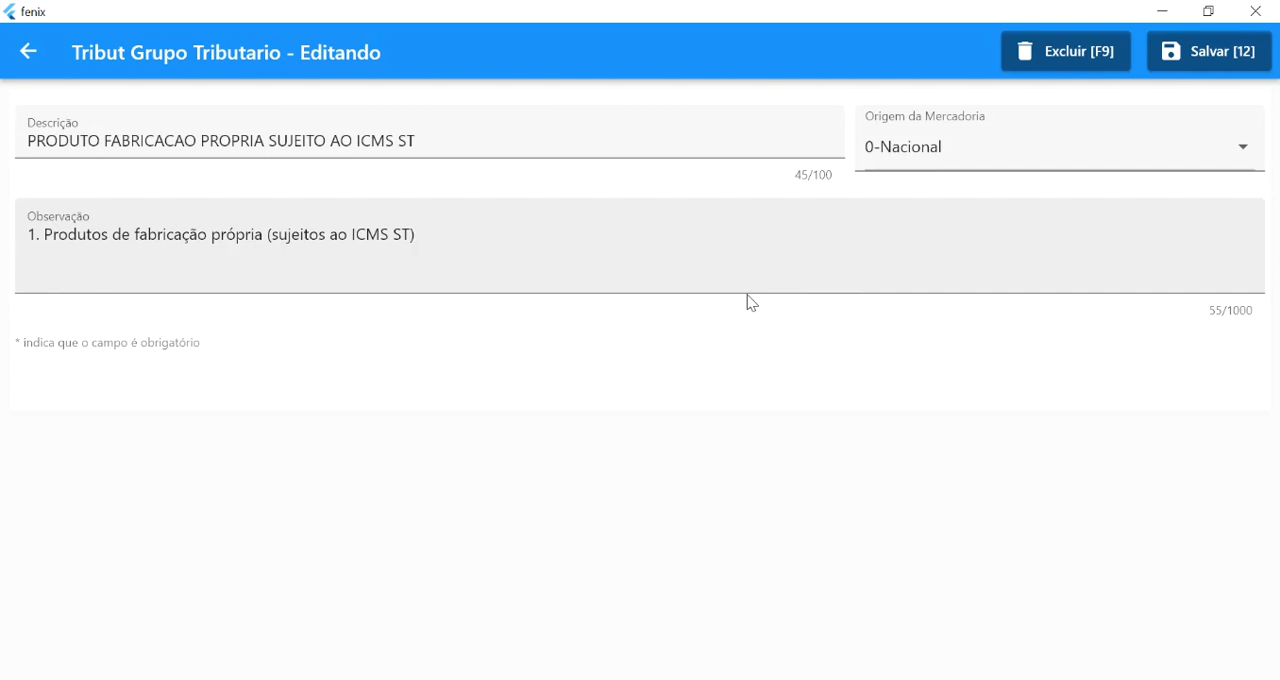 fenix
Tribut Grupo Tributario - Editando
Excluir [F9]
Salvar [12]
Descrição
PRODUTO FABRICACAO PROPRIA SUJEITO AO ICMS ST
45/100
Origem da Mercadoria
0-Nacional
Observação
1. Produtos de fabricação própria (sujeitos ao ICMS ST)
55/1000
* indica que o campo é obrigatório